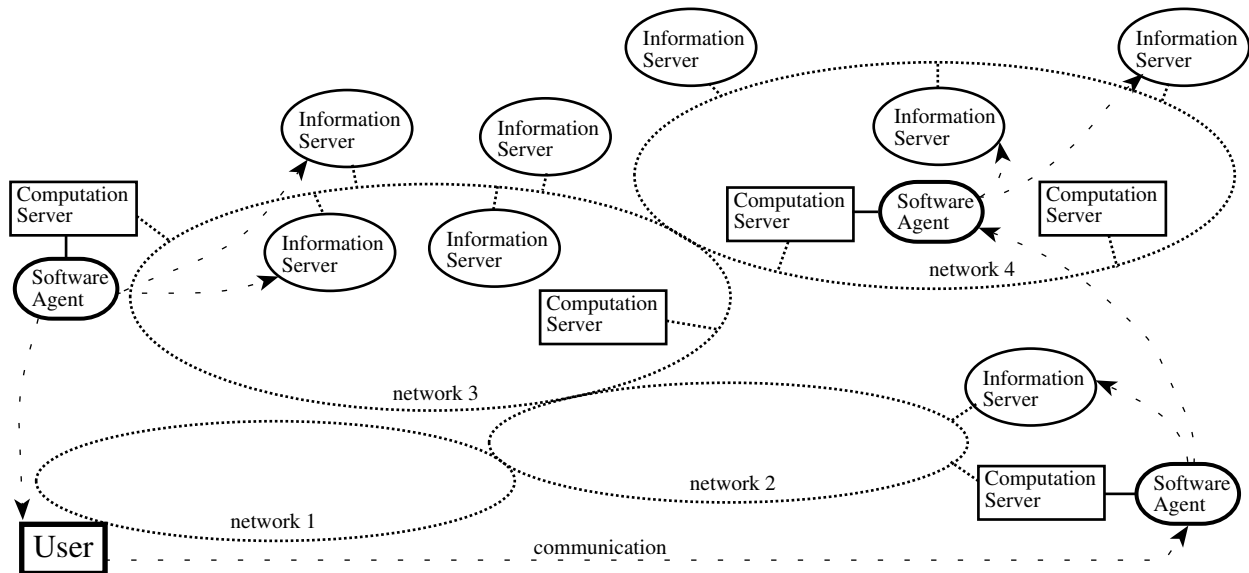 Information
Server
Information
Server
Information
Server
Information
Server
Information
Server
Computation
Server
Computation
Server
Software
Agent
Computation
Server
Information
Server
Information
Server
Software
Agent
network 4
Computation
Server
Information
Server
network 3
Computation
Server
Software
Agent
network 2
network 1
User
communication